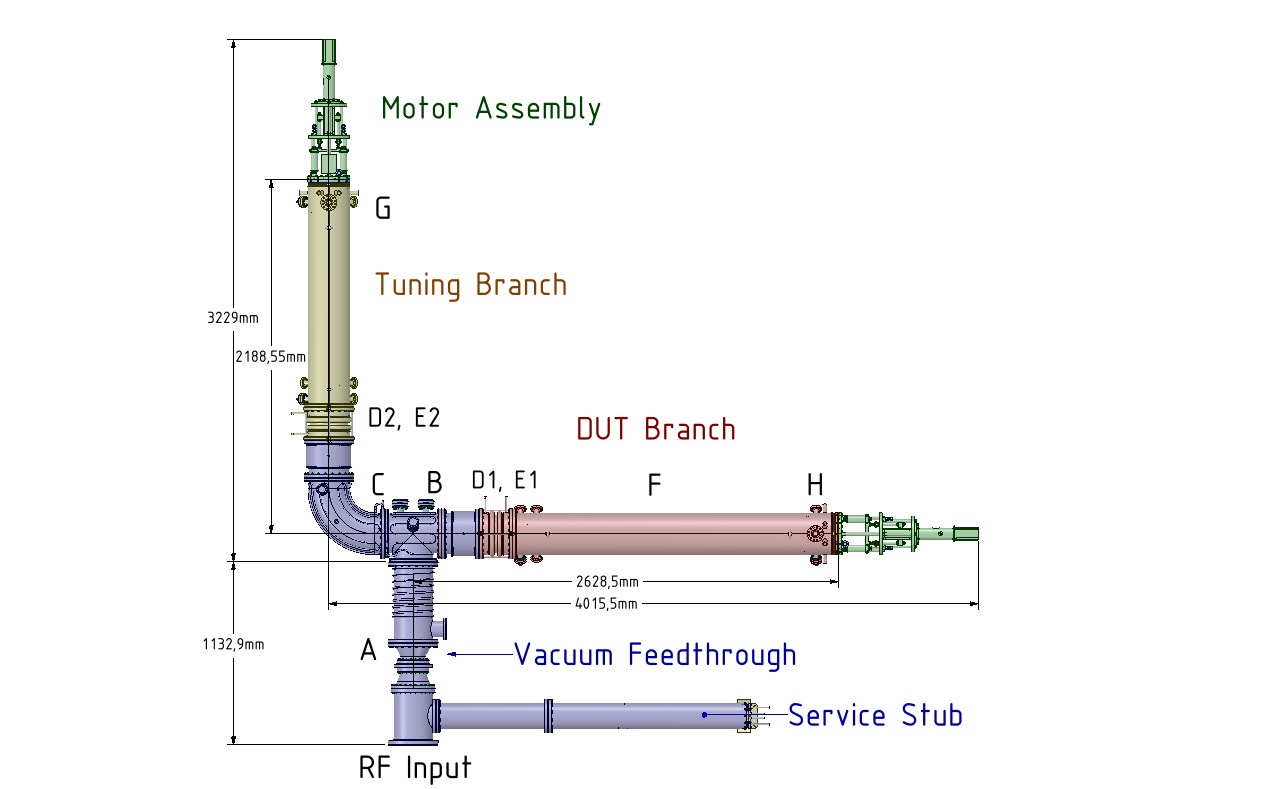 Motor Assembly
G
Tuning Branch
3229mm
2188,55mm
D2, E2
DUT Branch
C
B
D1, E1
F
H
2628,5mm
4015,5mm
1132,9mm
A
Vacuum Feedthrough
Service Stub
RF Input